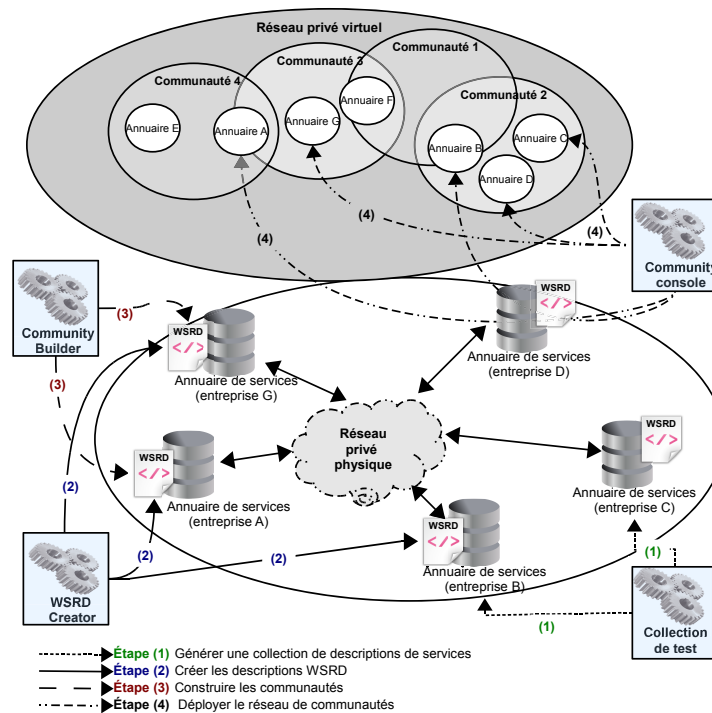 Réseau privé virtuel
Communauté 1
Communauté 3
Communauté 4
Communauté 2
Annuaire E
Annuaire A
Annuaire G
Annuaire F
Annuaire B
Annuaire C
Annuaire D
(4)
(4)
(4)
Community
console
Community
Builder
(3)
(3)
WSRD
</>
Annuaire de services
(entreprise G)
WSRD
</>
Annuaire de services
(entreprise D)
Réseau
privé
physique
WSRD
</>
Annuaire de services
(entreprise A)
WSRD
</>
Annuaire de services
(entreprise C)
WSRD
</>
Annuaire de services
(entreprise B)
(2)
(2)
(2)
(1)
(1)
WSRD
Creator
Collection
de test
Étape (1) Générer une collection de descriptions de services
Étape (2) Créer les descriptions WSRD
Étape (3) Construire les communautés
Étape (4) Déployer le réseau de communautés